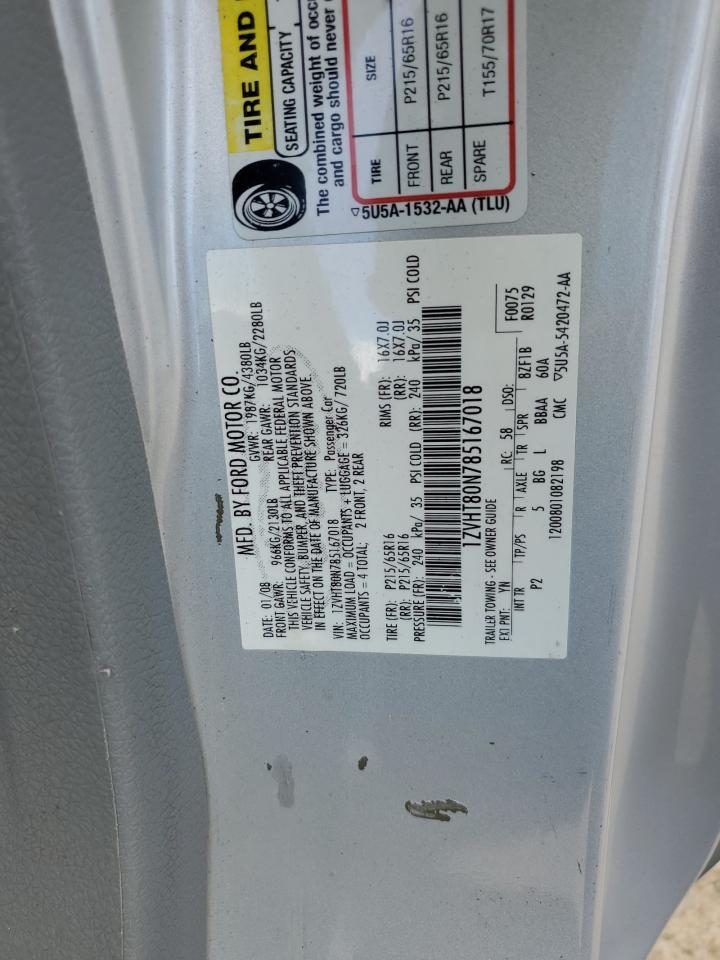 MFD. BY FORD MOTOR CO.
DATE: 01/08 GVWR: 1987KG/4380LB
FRONT GAWR: 966KG/2130LB REAR GAWR: 1034KG/2280LB
THIS VEHICLE CONFORMS TO ALL APPLICABLE FEDERAL MOTOR
VEHICLE SAFETY, BUMPER, AND THEFT PREVENTION STANDARDS
IN EFFECT ON THE DATE OF MANUFACTURE SHOWN ABOVE.
VIN: 1ZVHT80N785167018 TYPE: Passenger Car
MAXIMUM LOAD = OCCUPANTS + LUGGAGE = 326KG/ 720LB
OCCUPANTS = 4 TOTAL; 2 FRONT, 2 REAR
TIRE (FR): P215/65R16 RIMS (FR): 16X7.0J
(RR): P215/65R16 (RR): 16X7.0J
PRESSURE (FR): 240 kPa/ 35 PSI COLD (RR): 240 kPa/ 35 PSI COLD
1ZVHT80N785167018
TRAILER TOWING - SEE OWNER GUIDE F0075
EXT PNT: YN RC: 58 DSO: R0129
INT TR TP/PS R AXLE TR SPR BZF1B
P2 5 BG L BBAA 60A
1200801082198 CMC ▽5U5A-5420472-AA
TIRE AND
SEATING CAPACITY
The combined weight of occu
and cargo should never
TIRE SIZE
FRONT P215/65R16
REAR P215/65R16
SPARE T155/70R17
▽5U5A-1532-AA (TLU)